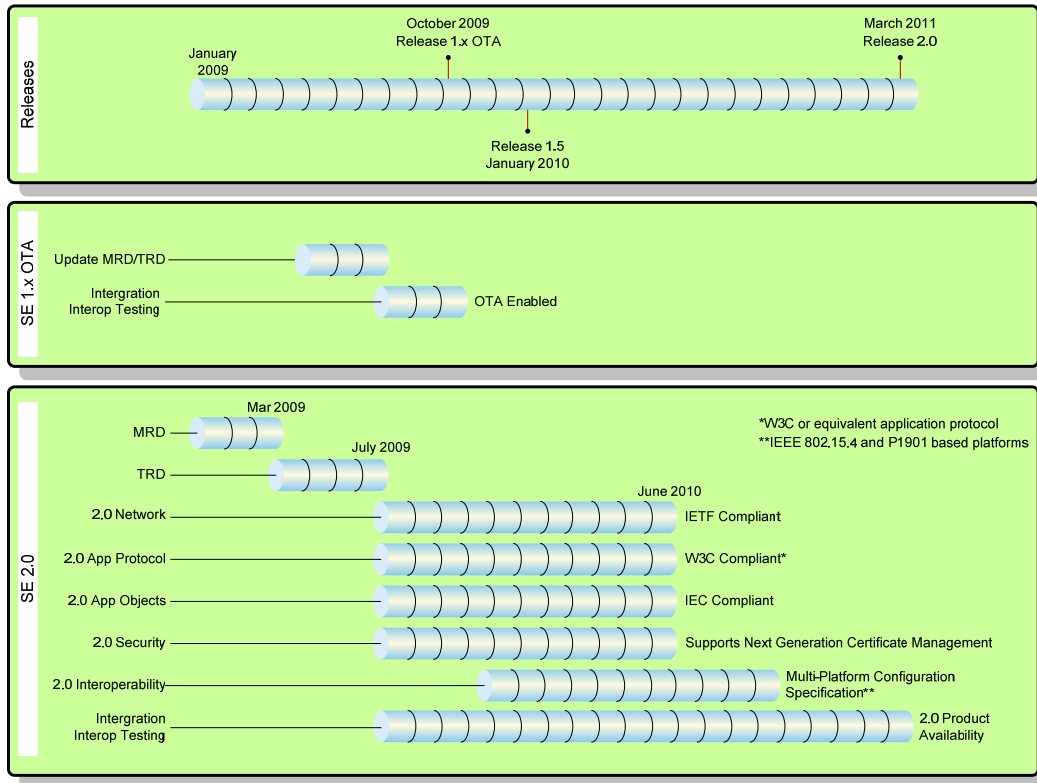 Releases
January
2009
October 2009
Release 1.x OTA
March 2011
Release 2.0
Release 1.5
January 2010
SE 1.x OTA
Update MRD/TRD
Intergration
Interop Testing
OTA Enabled
SE 2.0
Mar 2009
MRD
*W3C or equivalent application protocol
**IEEE 802.15.4 and P1901 based platforms
July 2009
TRD
June 2010
2.0 Network
IETF Compliant
2.0 App Protocol
W3C Compliant*
2.0 App Objects
IEC Compliant
2.0 Security
Supports Next Generation Certificate Management
2.0 Interoperability
Multi-Platform Configuration
Specification**
Intergration
Interop Testing
2.0 Product
Availability